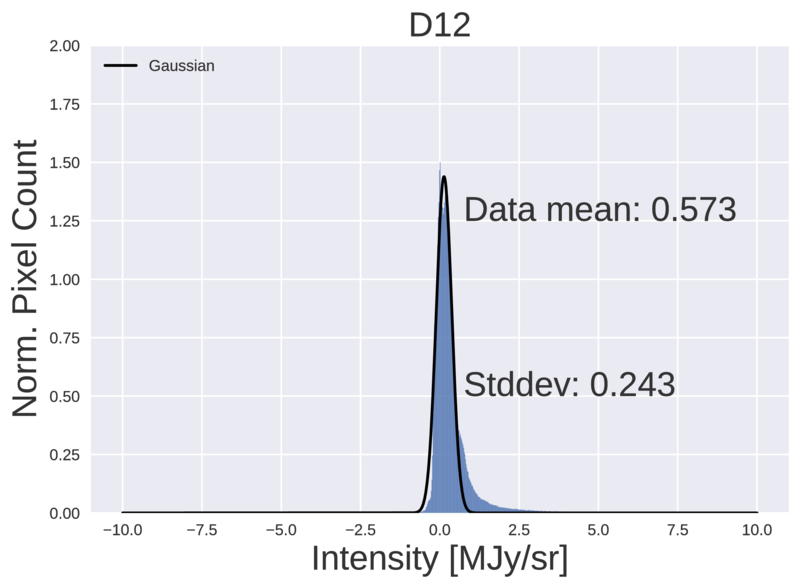 D12
2.00
Gaussian
1.75
1.50
Data mean: 0.573
1.25
1.00
0.75
Stddev: 0.243
0.50
0.25
0.00
−10.0 −7.5 −5.0 −2.5 0.0 2.5 5.0 7.5 10.0
Norm. Pixel Count
Intensity [MJy/sr]